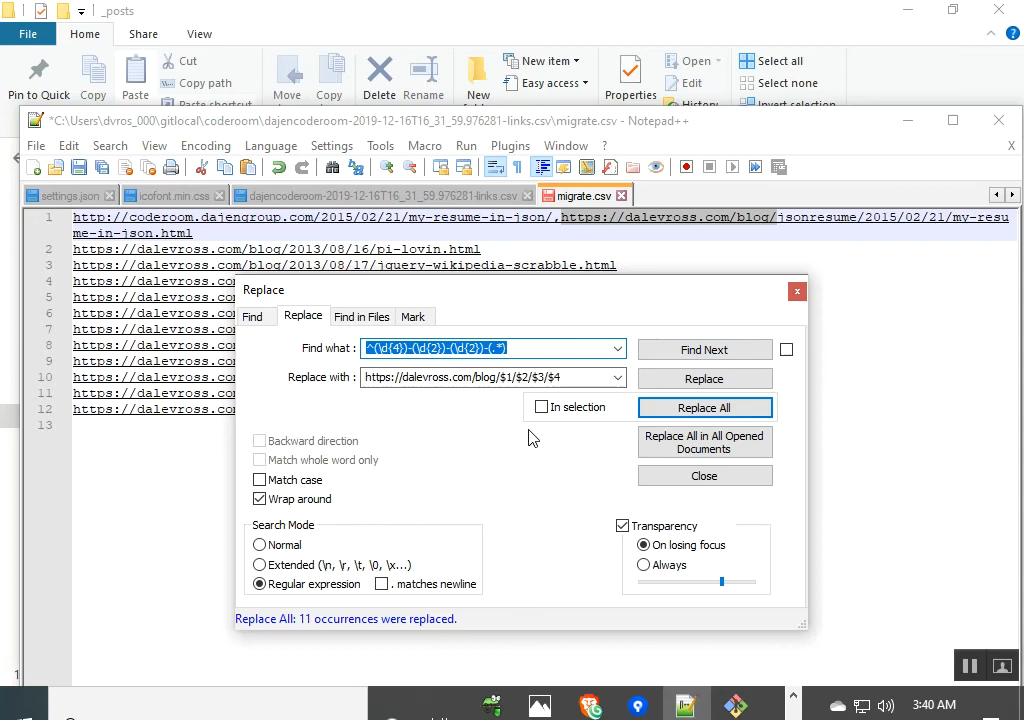 _posts
File
Home
Share
View
Pin to Quick
Copy
Paste
Cut
Copy path
Paste shortcut
Move
Copy
Delete
Rename
New
New item
Easy access
Properties
Open
Edit
History
Select all
Select none
Invert selection
*C:\Users\dvros_000\gitlocal\coderoom\dajencoderoom-2019-12-16T16_31_59.976281-links.csv\migrate.csv - Notepad++
File Edit Search View Encoding Language Settings Tools Macro Run Plugins Window ? X
settings.json
icofont.min.css
dajencoderoom-2019-12-16T16_31_59.976281-links.csv
migrate.csv
1 http://coderoom.dajengroup.com/2015/02/21/my-resume-in-json/,https://dalevross.com/blog/jsonresume/2015/02/21/my-resu
me-in-json.html
2 https://dalevross.com/blog/2013/08/16/pi-lovin.html
3 https://dalevross.com/blog/2013/08/17/jquery-wikipedia-scrabble.html
4 https://dalevross.co
5 https://dalevross.co
6 https://dalevross.co
7 https://dalevross.co
8 https://dalevross.co
9 https://dalevross.co
10 https://dalevross.co
11 https://dalevross.co
12 https://dalevross.co
13
Replace
x
Find
Replace
Find in Files
Mark
Find what :
^(\d{4})-(\d{2})-(\d{2})-(.*)
Find Next
Replace with :
https://dalevross.com/blog/$1/$2/$3/$4
Replace
In selection
Replace All
Backward direction
Replace All in All Opened
Documents
Match whole word only
Match case
Close
Wrap around
Search Mode
Transparency
Normal
On losing focus
Extended (\n, \r, \t, \0, \x...)
Always
Regular expression
. matches newline
Replace All: 11 occurrences were replaced.
3:40 AM